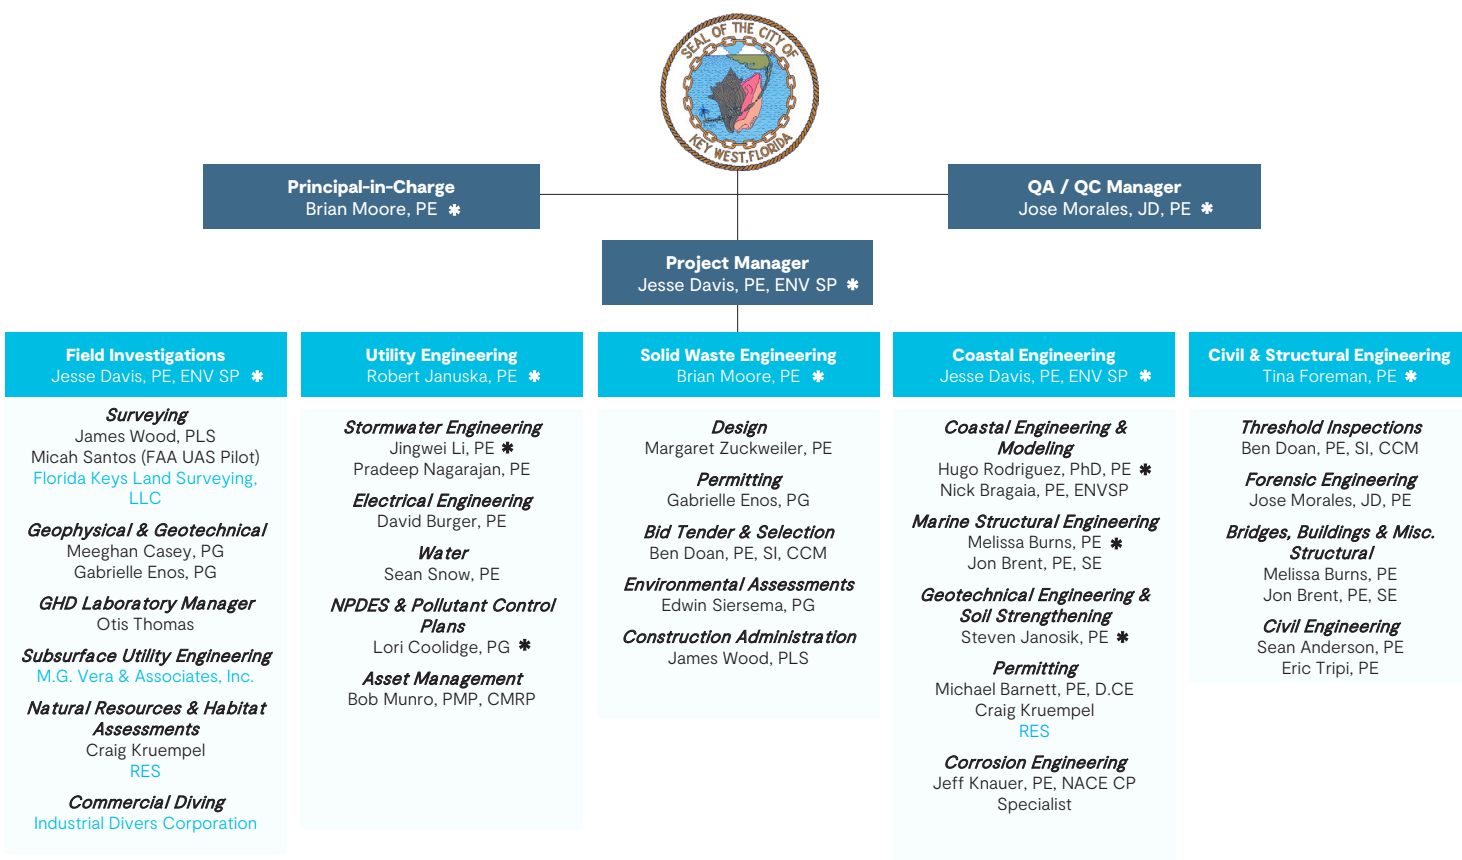 SEAL OF THE CITY OF
KEY WEST, FLORIDA
Principal-in-Charge
Brian Moore, PE ✱
QA / QC Manager
Jose Morales, JD, PE ✱
Project Manager
Jesse Davis, PE, ENV SP ✱
Field Investigations
Jesse Davis, PE, ENV SP ✱
Surveying
James Wood, PLS
Micah Santos (FAA UAS Pilot)
Florida Keys Land Surveying,
LLC
Geophysical & Geotechnical
Meeghan Casey, PG
Gabrielle Enos, PG
GHD Laboratory Manager
Otis Thomas
Subsurface Utility Engineering
M.G. Vera & Associates, Inc.
Natural Resources & Habitat
Assessments
Craig Kruempel
RES
Commercial Diving
Industrial Divers Corporation
Utility Engineering
Robert Januska, PE ✱
Stormwater Engineering
Jingwei Li, PE ✱
Pradeep Nagarajan, PE
Electrical Engineering
David Burger, PE
Water
Sean Snow, PE
NPDES & Pollutant Control
Plans
Lori Coolidge, PG ✱
Asset Management
Bob Munro, PMP, CMRP
Solid Waste Engineering
Brian Moore, PE ✱
Design
Margaret Zuckweiler, PE
Permitting
Gabrielle Enos, PG
Bid Tender & Selection
Ben Doan, PE, SI, CCM
Environmental Assessments
Edwin Siersema, PG
Construction Administration
James Wood, PLS
Coastal Engineering
Jesse Davis, PE, ENV SP ✱
Coastal Engineering &
Modeling
Hugo Rodriguez, PhD, PE ✱
Nick Bragaia, PE, ENVSP
Marine Structural Engineering
Melissa Burns, PE ✱
Jon Brent, PE, SE
Geotechnical Engineering &
Soil Strengthening
Steven Janosik, PE ✱
Permitting
Michael Barnett, PE, D.CE
Craig Kruempel
RES
Corrosion Engineering
Jeff Knauer, PE, NACE CP
Specialist
Civil & Structural Engineering
Tina Foreman, PE ✱
Threshold Inspections
Ben Doan, PE, SI, CCM
Forensic Engineering
Jose Morales, JD, PE
Bridges, Buildings & Misc.
Structural
Melissa Burns, PE
Jon Brent, PE, SE
Civil Engineering
Sean Anderson, PE
Eric Tripi, PE